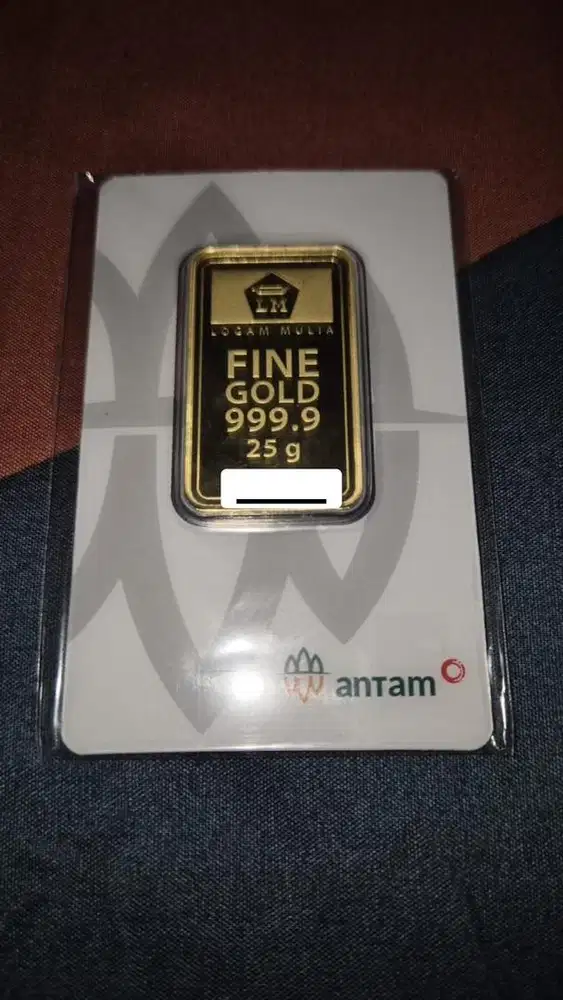 LM
LOGAM MULIA
FINE
GOLD
999.9
25 g
antam